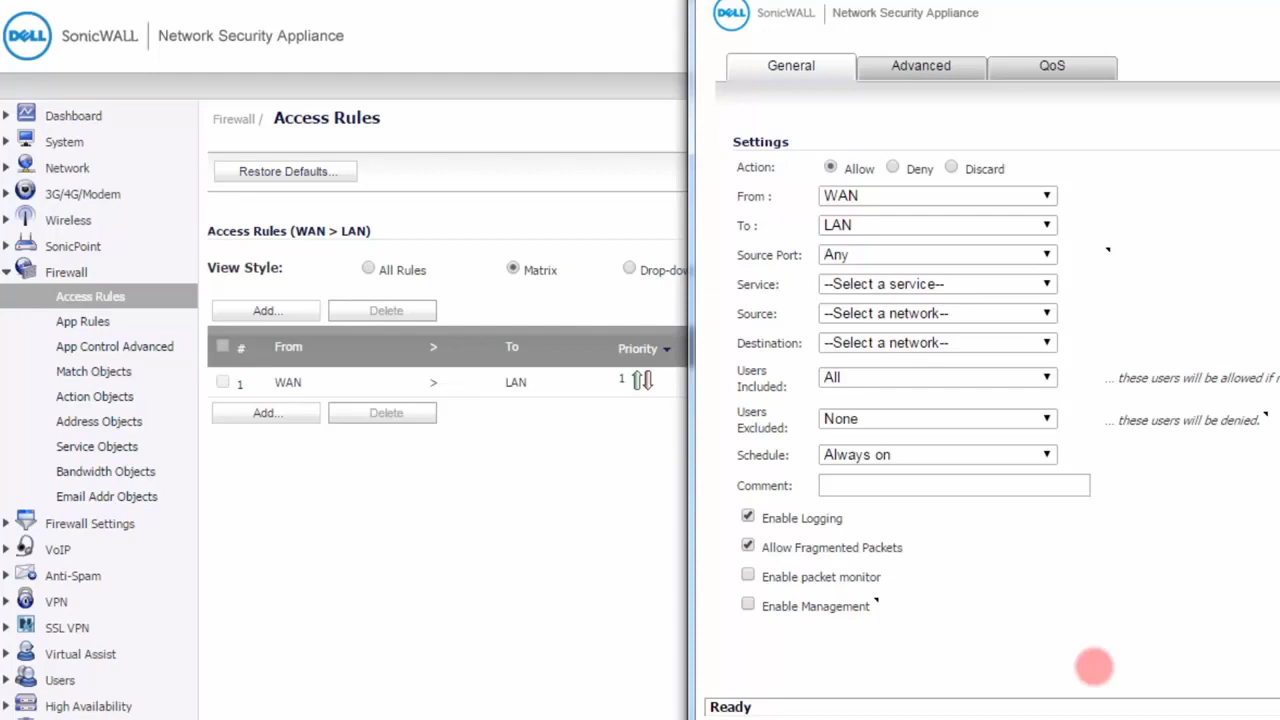 DELL SonicWALL | Network Security Appliance
Dashboard
System
Network
3G/4G/Modem
Wireless
SonicPoint
Firewall
Access Rules
App Rules
App Control Advanced
Match Objects
Action Objects
Address Objects
Service Objects
Bandwidth Objects
Email Addr Objects
Firewall Settings
VoIP
Anti-Spam
VPN
SSL VPN
Virtual Assist
Users
High Availability
Firewall / Access Rules
Restore Defaults...
Access Rules (WAN > LAN)
View Style: All Rules Matrix Drop-dow
Add... Delete
# From > To Priority
1 WAN > LAN 1
Add... Delete
DELL SonicWALL | Network Security Appliance
General Advanced QoS
Settings
Action: Allow Deny Discard
From : WAN
To : LAN
Source Port: Any
Service: --Select a service--
Source: --Select a network--
Destination: --Select a network--
Users Included: All ... these users will be allowed if n
Users Excluded: None ... these users will be denied.
Schedule: Always on
Comment:
Enable Logging
Allow Fragmented Packets
Enable packet monitor
Enable Management
Ready